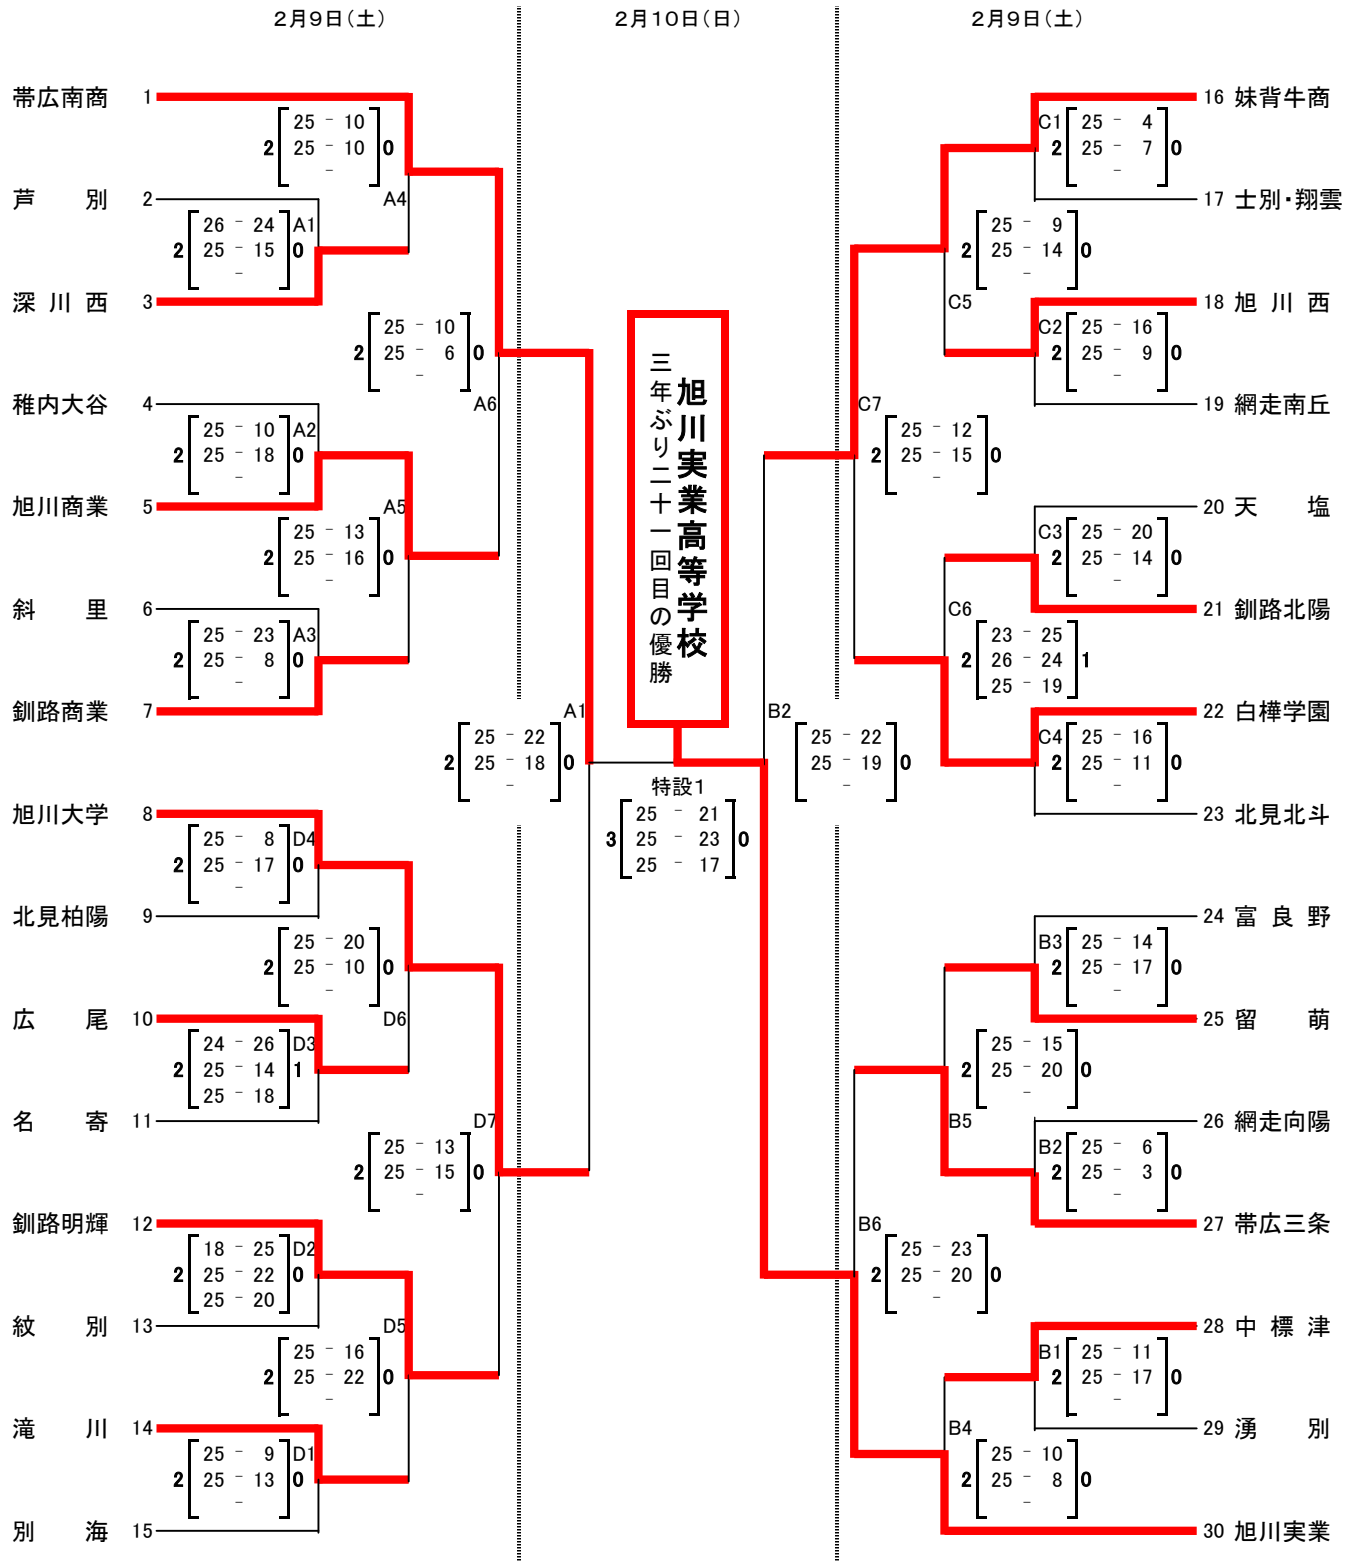 2月9日(土)
2月10日(日)
2月9日(土)
帯広南商 1
25 - 10
2 25 - 10 0
-
A4
芦別 2
26 - 24 A1
2 25 - 15 0
-
深川西 3
25 - 10
2 25 - 6 0
-
A6
稚内大谷 4
25 - 10 A2
2 25 - 18 0
-
旭川商業 5
A5
25 - 13
2 25 - 16 0
-
斜里 6
25 - 23 A3
2 25 - 8 0
-
釧路商業 7
A1
25 - 22
2 25 - 18 0
-
旭川大学 8
25 - 8 D4
2 25 - 17 0
-
北見柏陽 9
25 - 20
2 25 - 10 0
-
D6
広尾 10
24 - 26 D3
2 25 - 14 1
25 - 18
名寄 11
D7
25 - 13
2 25 - 15 0
-
釧路明輝 12
18 - 25 D2
2 25 - 22 0
25 - 20
紋別 13
D5
25 - 16
2 25 - 22 0
-
滝川 14
25 - 9 D1
2 25 - 13 0
-
別海 15
旭川実業高等学校
三年ぶり二十一回目の優勝
特設1
25 - 21
3 25 - 23 0
25 - 17
16 妹背牛商
C1 25 - 4
2 25 - 7 0
-
17 士別・翔雲
25 - 9
2 25 - 14 0
-
C5
18 旭川西
C2 25 - 16
2 25 - 9 0
-
19 網走南丘
C7
25 - 12
2 25 - 15 0
-
20 天塩
C3 25 - 20
2 25 - 14 0
-
21 釧路北陽
C6
23 - 25
2 26 - 24 1
25 - 19
22 白樺学園
C4 25 - 16
2 25 - 11 0
-
23 北見北斗
B2
25 - 22
2 25 - 19 0
-
24 富良野
B3 25 - 14
2 25 - 17 0
-
25 留萌
25 - 15
2 25 - 20 0
-
B5
26 網走向陽
B2 25 - 6
2 25 - 3 0
-
27 帯広三条
B6
25 - 23
2 25 - 20 0
-
28 中標津
B1 25 - 11
2 25 - 17 0
-
29 湧別
B4
25 - 10
2 25 - 8 0
-
30 旭川実業